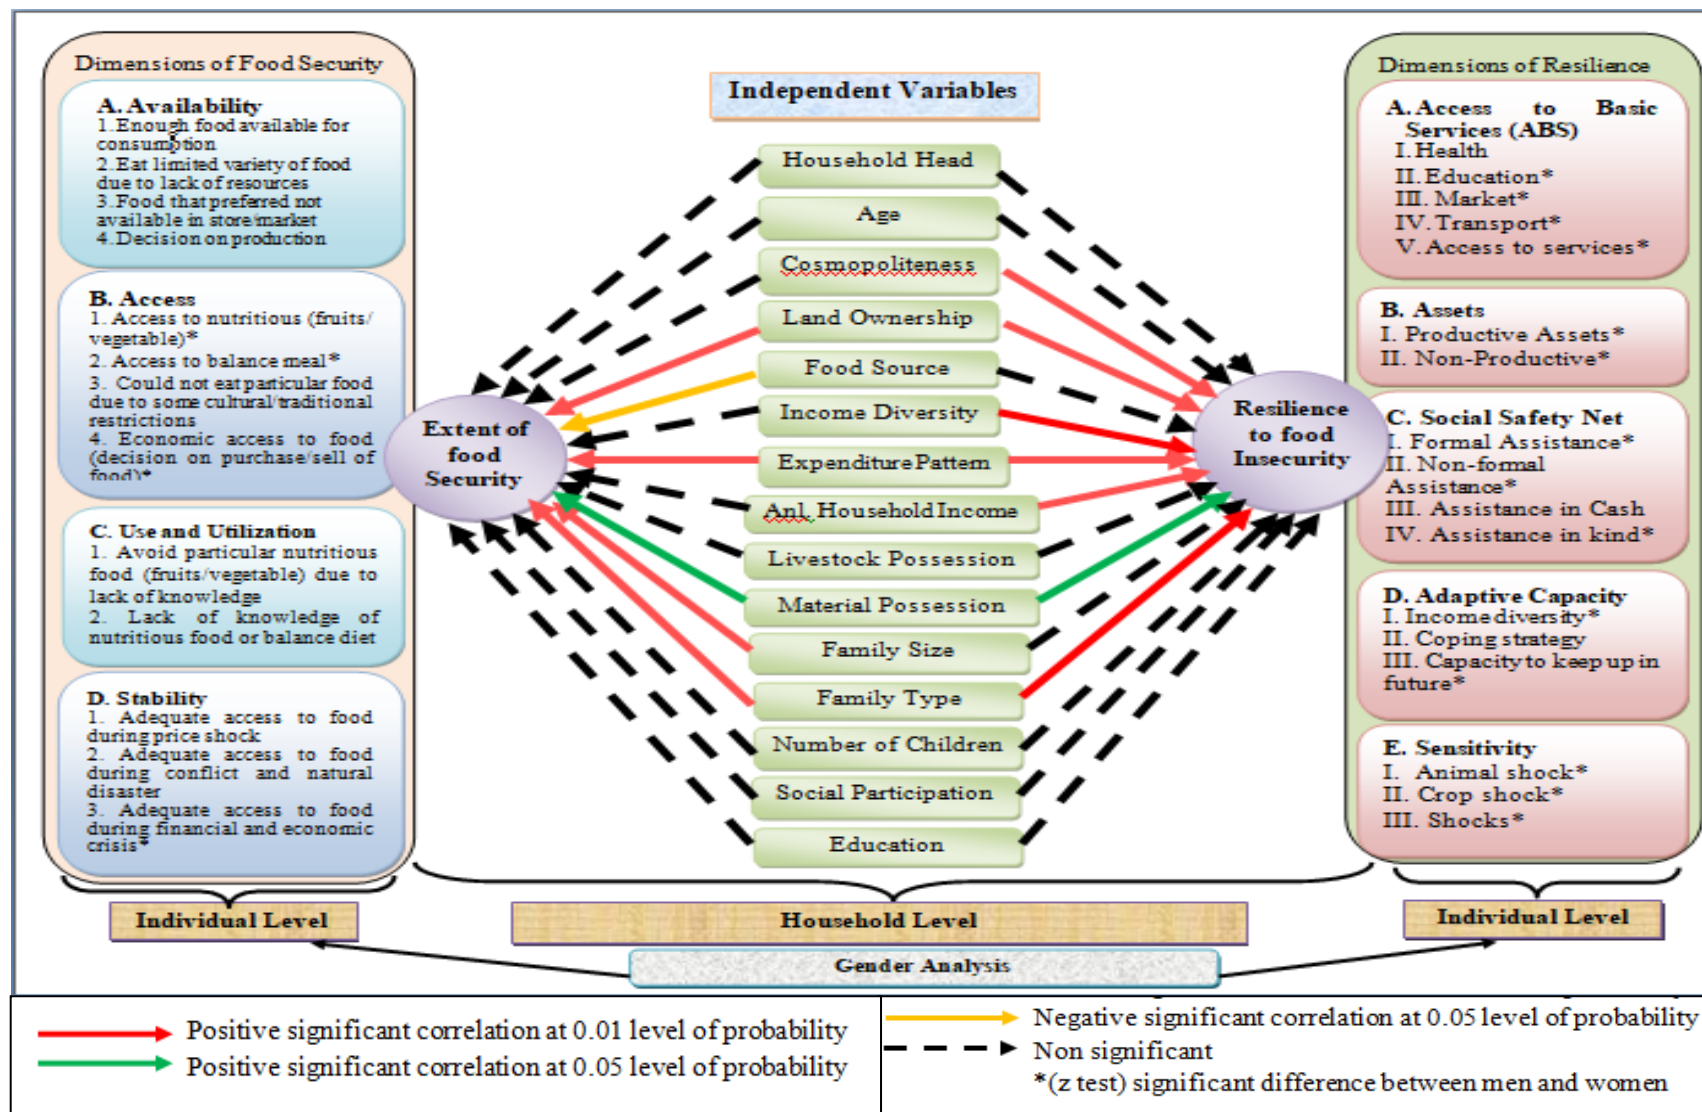 Dimensions of Food Security
A. Availability
1. Enough food available for
consumption
2. Eat limited variety of food
due to lack of resources
3. Food that preferred not
available in store/market
4. Decision on production
B. Access
1. Access to nutritious (fruits/
vegetable)*
2. Access to balance meal*
3. Could not eat particular food
due to some cultural/traditional
restrictions
4. Economic access to food
(decision on purchase/sell of
food)*
C. Use and Utilization
1. Avoid particular nutritious
food (fruits/vegetable) due to
lack of knowledge
2. Lack of knowledge of
nutritious food or balance diet
D. Stability
1. Adequate access to food
during price shock
2. Adequate access to food
during conflict and natural
disaster
3. Adequate access to food
during financial and economic
crisis*
Extent of
food
Security
Independent Variables
Household Head
Age
Cosmopoliteness
Land Ownership
Food Source
Income Diversity
Expenditure Pattern
Anl. Household Income
Livestock Possession
Material Possession
Family Size
Family Type
Number of Children
Social Participation
Education
Resilience
to food
Insecurity
Dimensions of Resilience
A. Access to Basic
Services (ABS)
I. Health
II. Education*
III. Market*
IV. Transport*
V. Access to services*
B. Assets
I. Productive Assets*
II. Non-Productive*
C. Social Safety Net
I. Formal Assistance*
II. Non-formal
Assistance*
III. Assistance in Cash
IV. Assistance in kind*
D. Adaptive Capacity
I. Income diversity*
II. Coping strategy
III. Capacity to keep up in
future*
E. Sensitivity
I. Animal shock*
II. Crop shock*
III. Shocks*
Individual Level
Household Level
Individual Level
Gender Analysis
Positive significant correlation at 0.01 level of probability
Positive significant correlation at 0.05 level of probability
Negative significant correlation at 0.05 level of probability
Non significant
*(z test) significant difference between men and women